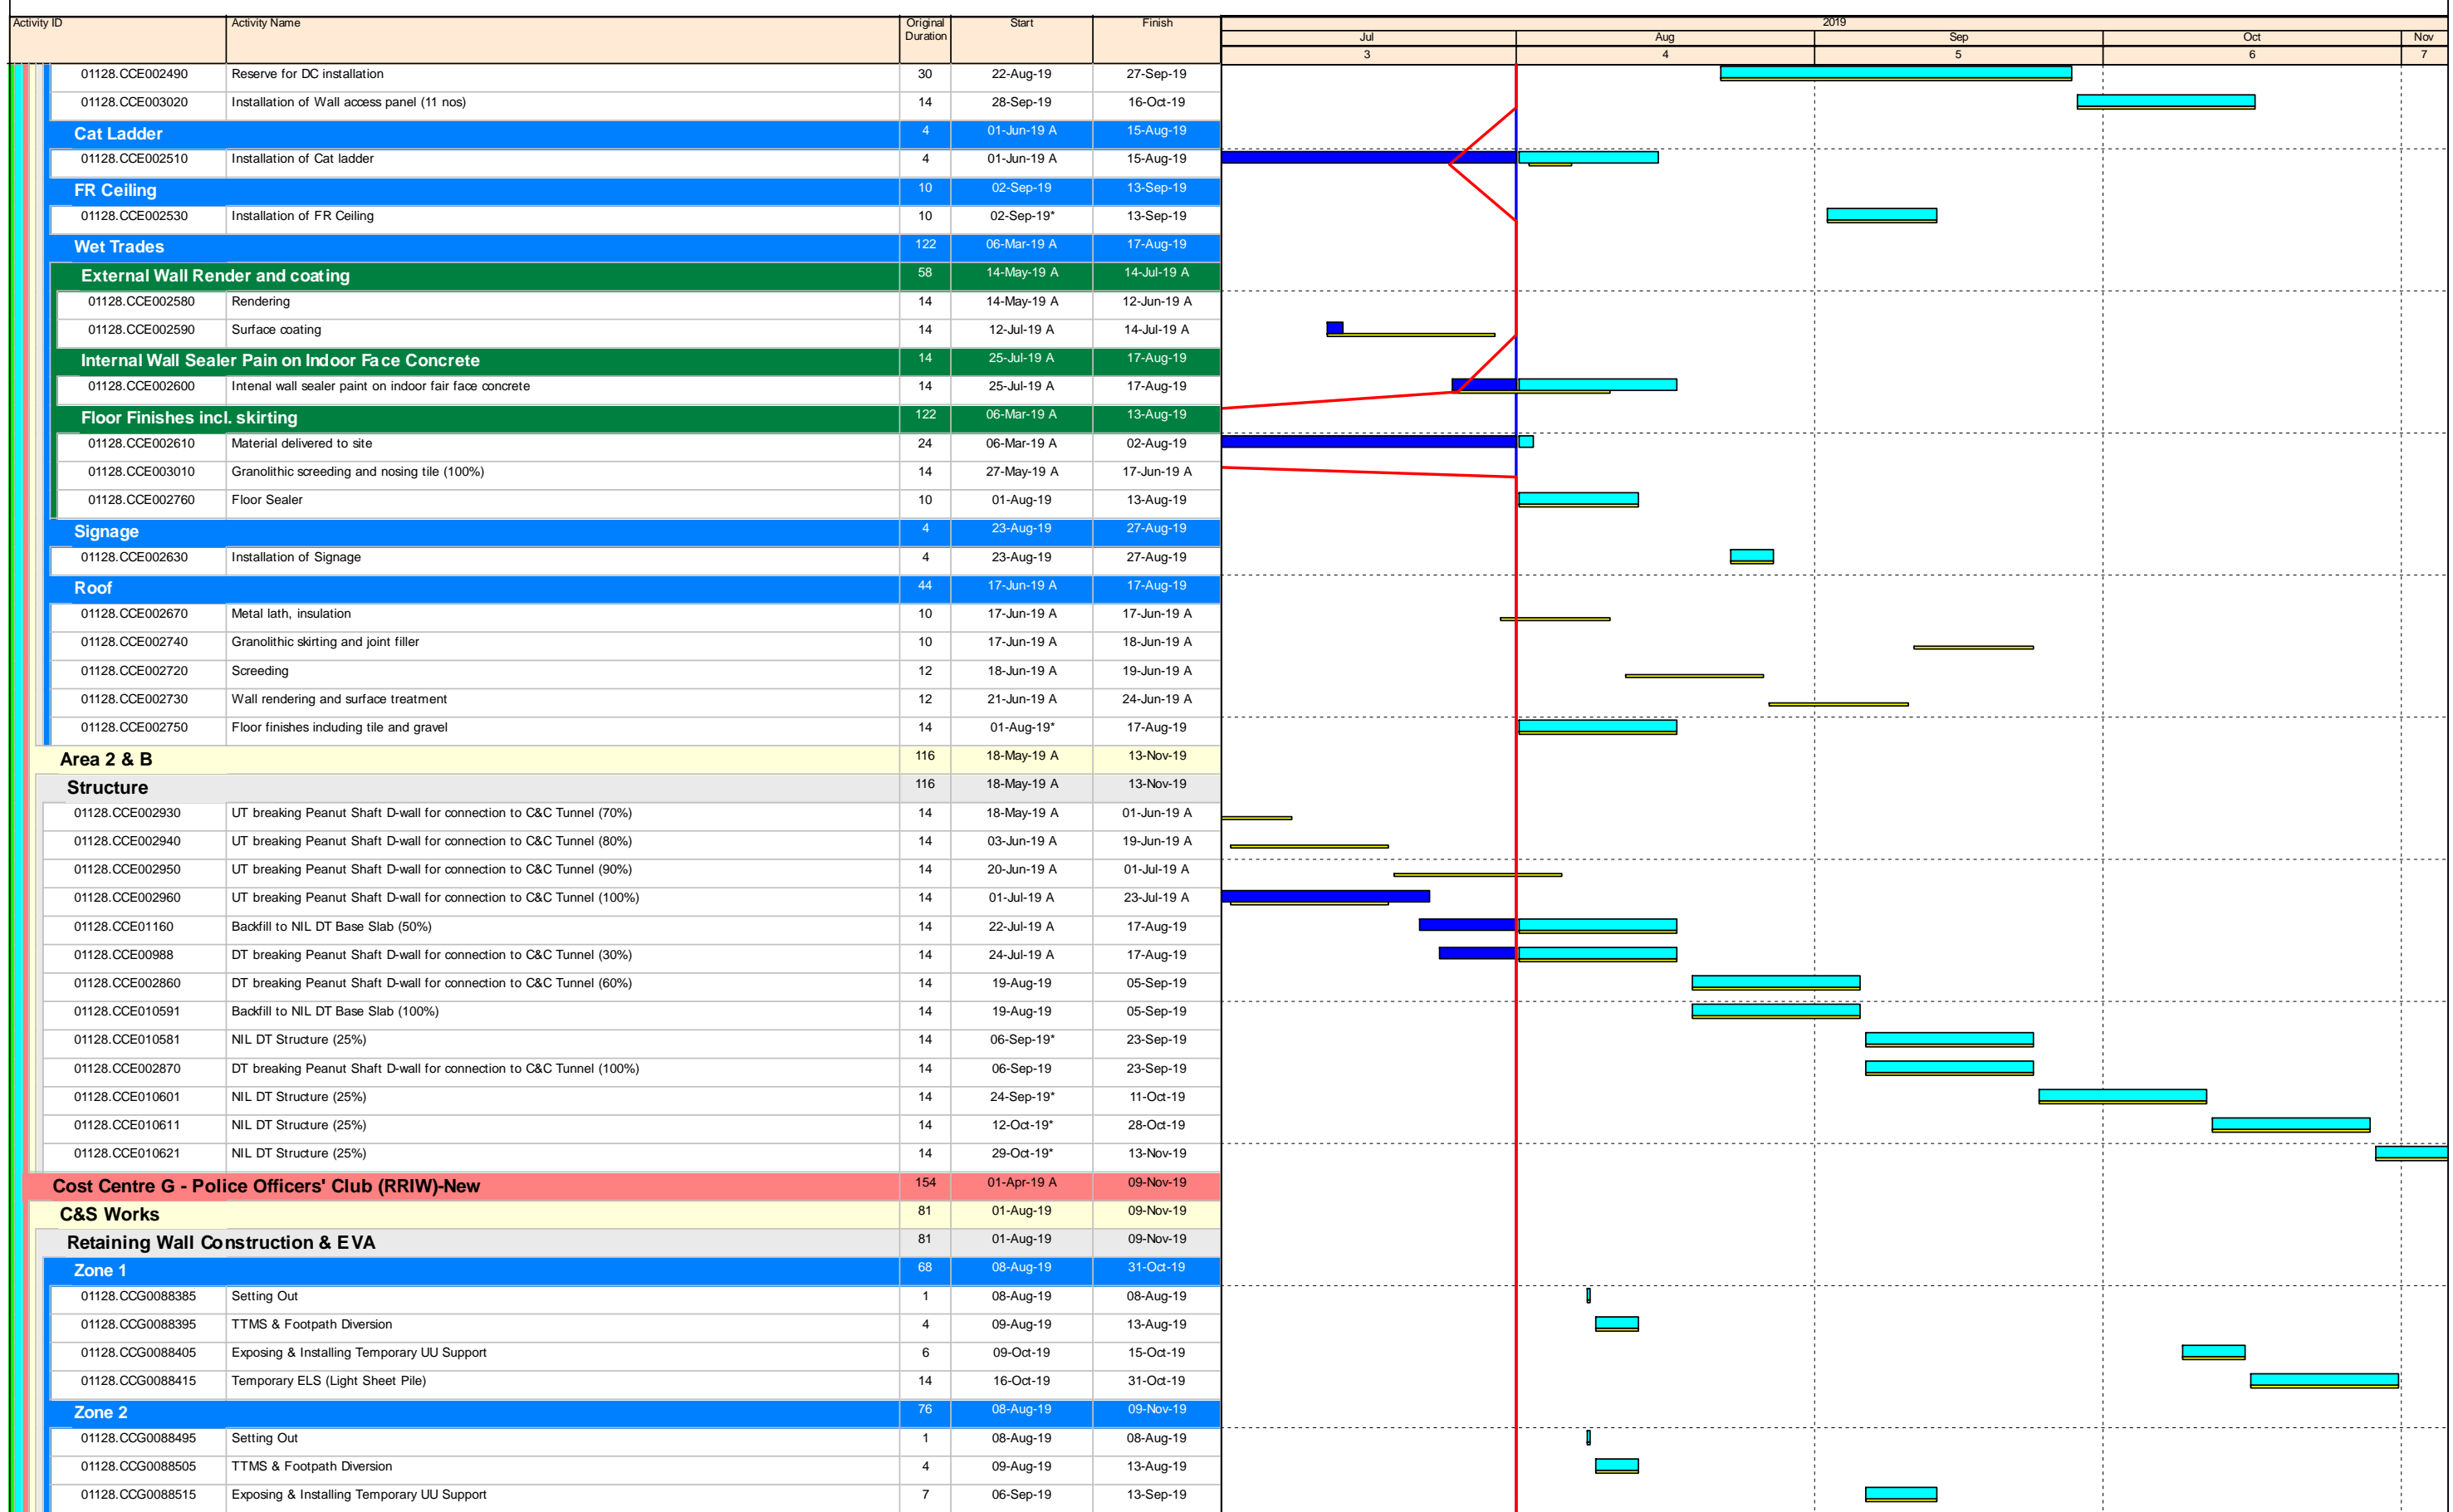 Activity ID Activity Name Original Duration Start Finish 2019
Jul Aug Sep Oct Nov
3 4 5 6 7
01128.CCE002490 Reserve for DC installation 30 22-Aug-19 27-Sep-19
01128.CCE003020 Installation of Wall access panel (11 nos) 14 28-Sep-19 16-Oct-19
Cat Ladder 4 01-Jun-19 A 15-Aug-19
01128.CCE002510 Installation of Cat ladder 4 01-Jun-19 A 15-Aug-19
FR Ceiling 10 02-Sep-19 13-Sep-19
01128.CCE002530 Installation of FR Ceiling 10 02-Sep-19* 13-Sep-19
Wet Trades 122 06-Mar-19 A 17-Aug-19
External Wall Render and coating 58 14-May-19 A 14-Jul-19 A
01128.CCE002580 Rendering 14 14-May-19 A 12-Jun-19 A
01128.CCE002590 Surface coating 14 12-Jul-19 A 14-Jul-19 A
Internal Wall Sealer Pain on Indoor Face Concrete 14 25-Jul-19 A 17-Aug-19
01128.CCE002600 Intenal wall sealer paint on indoor fair face concrete 14 25-Jul-19 A 17-Aug-19
Floor Finishes incl. skirting 122 06-Mar-19 A 13-Aug-19
01128.CCE002610 Material delivered to site 24 06-Mar-19 A 02-Aug-19
01128.CCE003010 Granolithic screeding and nosing tile (100%) 14 27-May-19 A 17-Jun-19 A
01128.CCE002760 Floor Sealer 10 01-Aug-19 13-Aug-19
Signage 4 23-Aug-19 27-Aug-19
01128.CCE002630 Installation of Signage 4 23-Aug-19 27-Aug-19
Roof 44 17-Jun-19 A 17-Aug-19
01128.CCE002670 Metal lath, insulation 10 17-Jun-19 A 17-Jun-19 A
01128.CCE002740 Granolithic skirting and joint filler 10 17-Jun-19 A 18-Jun-19 A
01128.CCE002720 Screeding 12 18-Jun-19 A 19-Jun-19 A
01128.CCE002730 Wall rendering and surface treatment 12 21-Jun-19 A 24-Jun-19 A
01128.CCE002750 Floor finishes including tile and gravel 14 01-Aug-19* 17-Aug-19
Area 2 & B 116 18-May-19 A 13-Nov-19
Structure 116 18-May-19 A 13-Nov-19
01128.CCE002930 UT breaking Peanut Shaft D-wall for connection to C&C Tunnel (70%) 14 18-May-19 A 01-Jun-19 A
01128.CCE002940 UT breaking Peanut Shaft D-wall for connection to C&C Tunnel (80%) 14 03-Jun-19 A 19-Jun-19 A
01128.CCE002950 UT breaking Peanut Shaft D-wall for connection to C&C Tunnel (90%) 14 20-Jun-19 A 01-Jul-19 A
01128.CCE002960 UT breaking Peanut Shaft D-wall for connection to C&C Tunnel (100%) 14 01-Jul-19 A 23-Jul-19 A
01128.CCE01160 Backfill to NIL DT Base Slab (50%) 14 22-Jul-19 A 17-Aug-19
01128.CCE00988 DT breaking Peanut Shaft D-wall for connection to C&C Tunnel (30%) 14 24-Jul-19 A 17-Aug-19
01128.CCE002860 DT breaking Peanut Shaft D-wall for connection to C&C Tunnel (60%) 14 19-Aug-19 05-Sep-19
01128.CCE010591 Backfill to NIL DT Base Slab (100%) 14 19-Aug-19 05-Sep-19
01128.CCE010581 NIL DT Structure (25%) 14 06-Sep-19* 23-Sep-19
01128.CCE002870 DT breaking Peanut Shaft D-wall for connection to C&C Tunnel (100%) 14 06-Sep-19 23-Sep-19
01128.CCE010601 NIL DT Structure (25%) 14 24-Sep-19* 11-Oct-19
01128.CCE010611 NIL DT Structure (25%) 14 12-Oct-19* 28-Oct-19
01128.CCE010621 NIL DT Structure (25%) 14 29-Oct-19* 13-Nov-19
Cost Centre G - Police Officers' Club (RRIW)-New 154 01-Apr-19 A 09-Nov-19
C&S Works 81 01-Aug-19 09-Nov-19
Retaining Wall Construction & EVA 81 01-Aug-19 09-Nov-19
Zone 1 68 08-Aug-19 31-Oct-19
01128.CCG0088385 Setting Out 1 08-Aug-19 08-Aug-19
01128.CCG0088395 TTMS & Footpath Diversion 4 09-Aug-19 13-Aug-19
01128.CCG0088405 Exposing & Installing Temporary UU Support 6 09-Oct-19 15-Oct-19
01128.CCG0088415 Temporary ELS (Light Sheet Pile) 14 16-Oct-19 31-Oct-19
Zone 2 76 08-Aug-19 09-Nov-19
01128.CCG0088495 Setting Out 1 08-Aug-19 08-Aug-19
01128.CCG0088505 TTMS & Footpath Diversion 4 09-Aug-19 13-Aug-19
01128.CCG0088515 Exposing & Installing Temporary UU Support 7 06-Sep-19 13-Sep-19